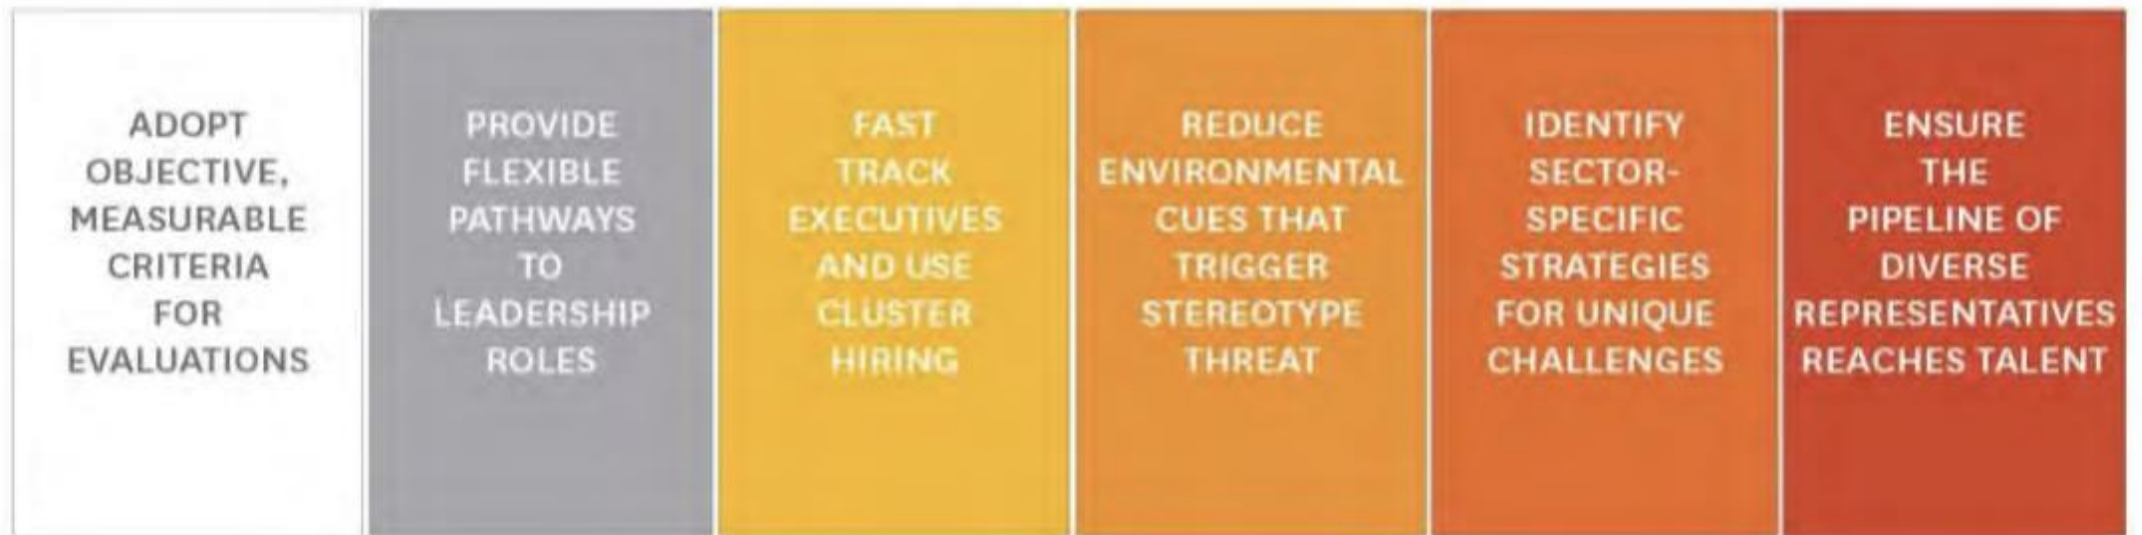 ADOPT
OBJECTIVE,
MEASURABLE
CRITERIA
FOR
EVALUATIONS
PROVIDE
FLEXIBLE
PATHWAYS
TO
LEADERSHIP
ROLES
FAST
TRACK
EXECUTIVES
AND USE
CLUSTER
HIRING
REDUCE
ENVIRONMENTAL
CUES THAT
TRIGGER
STEREOTYPE
THREAT
IDENTIFY
SECTOR-
SPECIFIC
STRATEGIES
FOR UNIQUE
CHALLENGES
ENSURE
THE
PIPELINE OF
DIVERSE
REPRESENTATIVES
REACHES TALENT